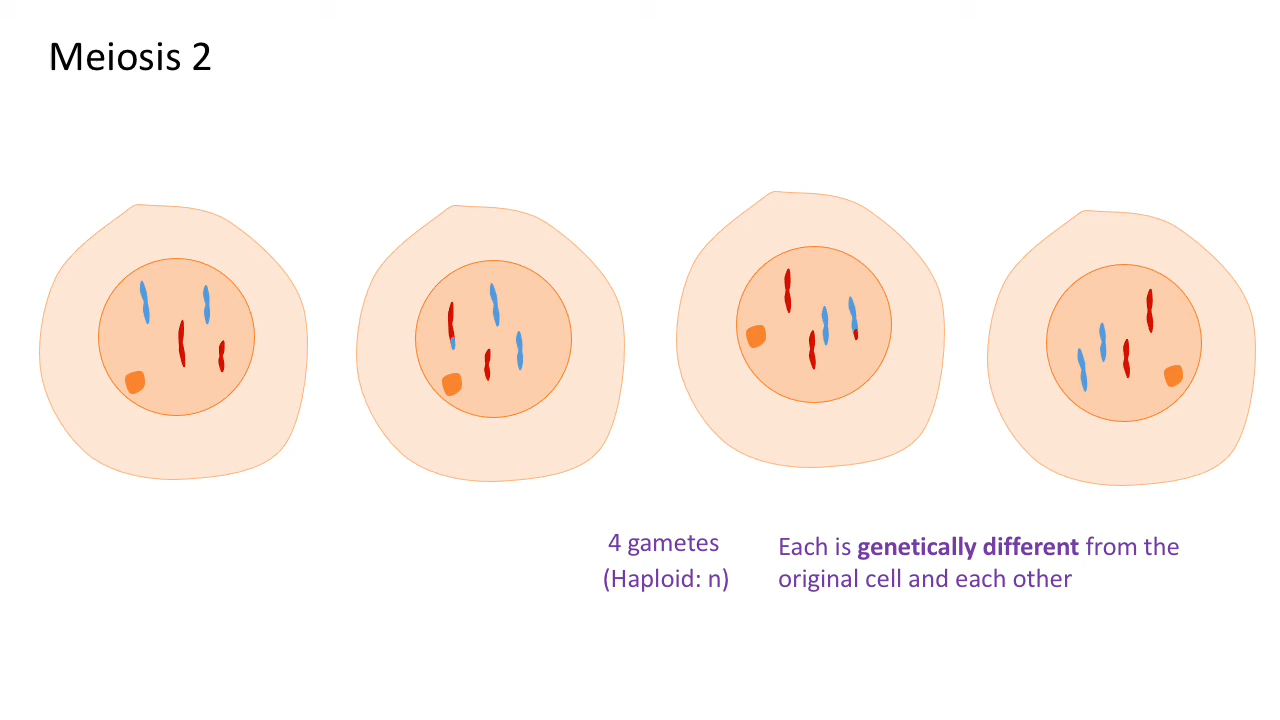 Meiosis 2
4 gametes
(Haploid: n)
Each is genetically different from the
original cell and each other